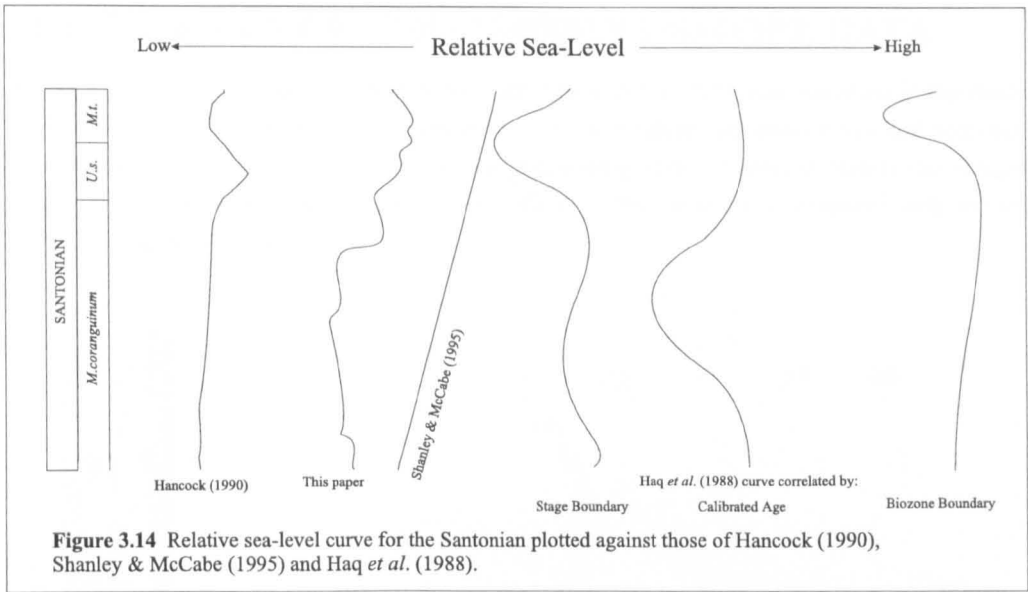 Low Relative Sea-Level High
SANTONIAN
M.t.
U.s.
M.coranguinum
Hancock (1990)
This paper
Shanley & McCabe (1995)
Haq et al. (1988) curve correlated by:
Stage Boundary
Calibrated Age
Biozone Boundary
Figure 3.14 Relative sea-level curve for the Santonian plotted against those of Hancock (1990),
Shanley & McCabe (1995) and Haq et al. (1988).